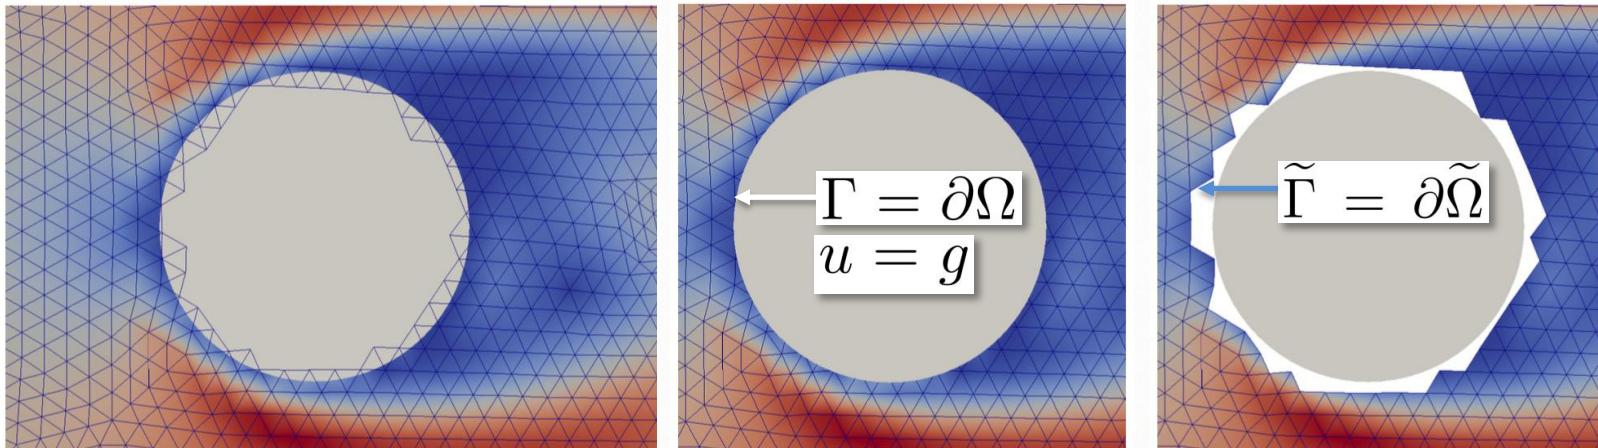 Γ = ∂Ω
u = g
Γ̃ = ∂Ω̃